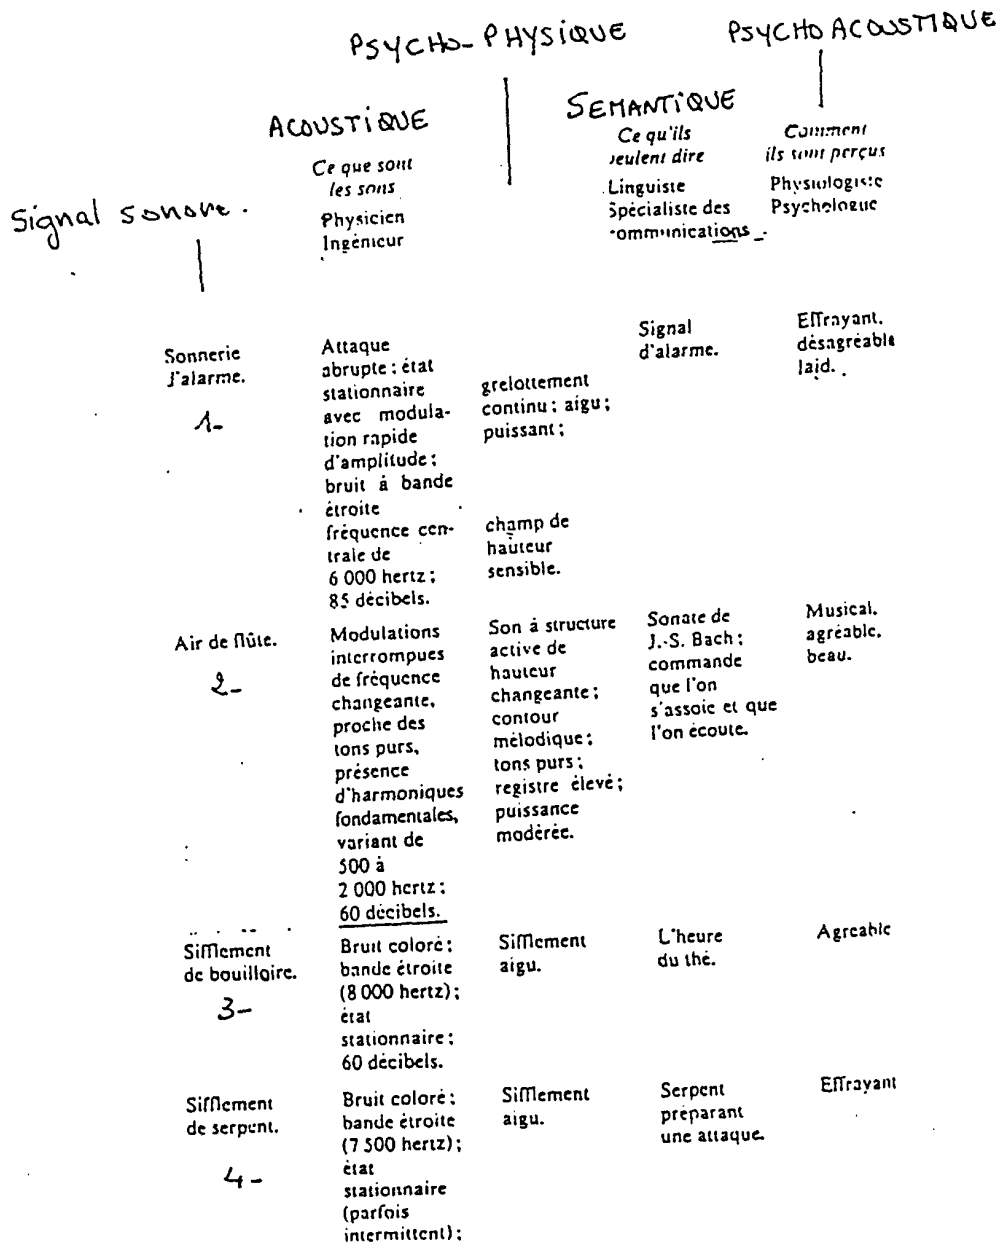 PSYCHO-PHYSIQUE
PSYCHO ACOUSTIQUE
ACOUSTIQUE
SEMANTIQUE
Signal sonore.
Ce que sont
les sons
Physicien
Ingénieur
Ce qu'ils
veulent dire
Linguiste
Spécialiste des
communications.
Comment
ils sont perçus
Physiologiste
Psychologue
Sonnerie
d'alarme.
1-
Attaque
abrupte; état
stationnaire
avec modula-
tion rapide
d'amplitude;
bruit à bande
étroite
fréquence cen-
trale de
6 000 hertz;
85 décibels.
grelottement
continu; aigu;
puissant;
champ de
hauteur
sensible.
Signal
d'alarme.
Effrayant,
désagréable
laid.
Air de flûte.
2-
Modulations
interrompues
de fréquence
changeante,
proche des
tons purs,
présence
d'harmoniques
fondamentales,
variant de
500 à
2 000 hertz;
60 décibels.
Son à structure
active de
hauteur
changeante;
contour
mélodique;
tons purs;
registre élevé;
puissance
modérée.
Sonate de
J.-S. Bach;
commande
que l'on
s'assoie et que
l'on écoute.
Musical,
agréable,
beau.
Sifflement
de bouilloire.
3-
Bruit coloré;
bande étroite
(8 000 hertz);
état
stationnaire;
60 décibels.
Sifflement
aigu.
L'heure
du thé.
Agréable
Sifflement
de serpent.
4-
Bruit coloré;
bande étroite
(7 500 hertz);
état
stationnaire
(parfois
intermittent);
Sifflement
aigu.
Serpent
préparant
une attaque.
Effrayant